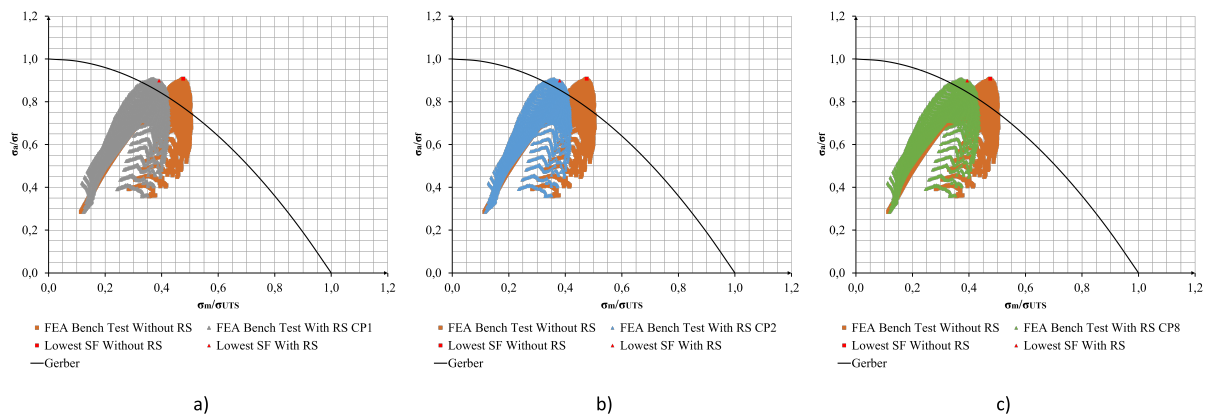 1,2
1,0
0,8
0,6
0,4
0,2
0,0
σa/σf
0,0 0,2 0,4 0,6 0,8 1,0 1,2
σm/σUTS
FEA Bench Test Without RS FEA Bench Test With RS CP1
Lowest SF Without RS Lowest SF With RS
Gerber
a)
1,2
1,0
0,8
0,6
0,4
0,2
0,0
σa/σf
0,0 0,2 0,4 0,6 0,8 1,0 1,2
σm/σUTS
FEA Bench Test Without RS FEA Bench Test With RS CP2
Lowest SF Without RS Lowest SF With RS
Gerber
b)
1,2
1,0
0,8
0,6
0,4
0,2
0,0
σa/σf
0,0 0,2 0,4 0,6 0,8 1,0 1,2
σm/σUTS
FEA Bench Test Without RS FEA Bench Test With RS CP8
Lowest SF Without RS Lowest SF With RS
Gerber
c)